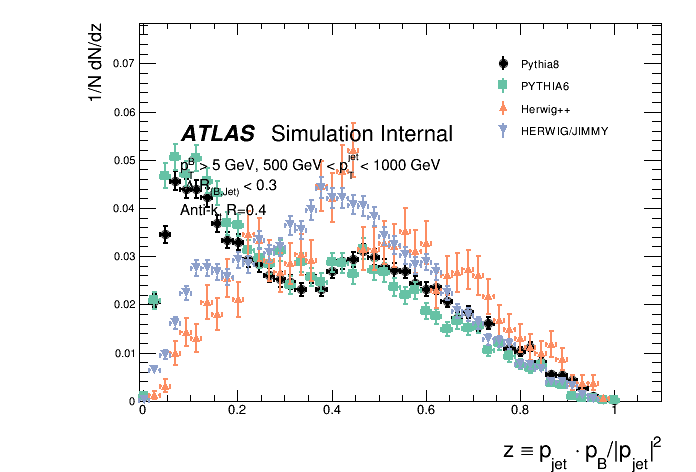 1/N dN/dz
0.07
0.06
0.05
0.04
0.03
0.02
0.01
0
Pythia8
PYTHIA6
Herwig++
HERWIG/JIMMY
ATLAS Simulation Internal
p_T^B > 5 GeV, 500 GeV < p_T^jet < 1000 GeV
ΔR_(B,Jet) < 0.3
Anti-k_t R=0.4
0 0.2 0.4 0.6 0.8 1
z ≡ p_jet · p_B/|p_jet|²